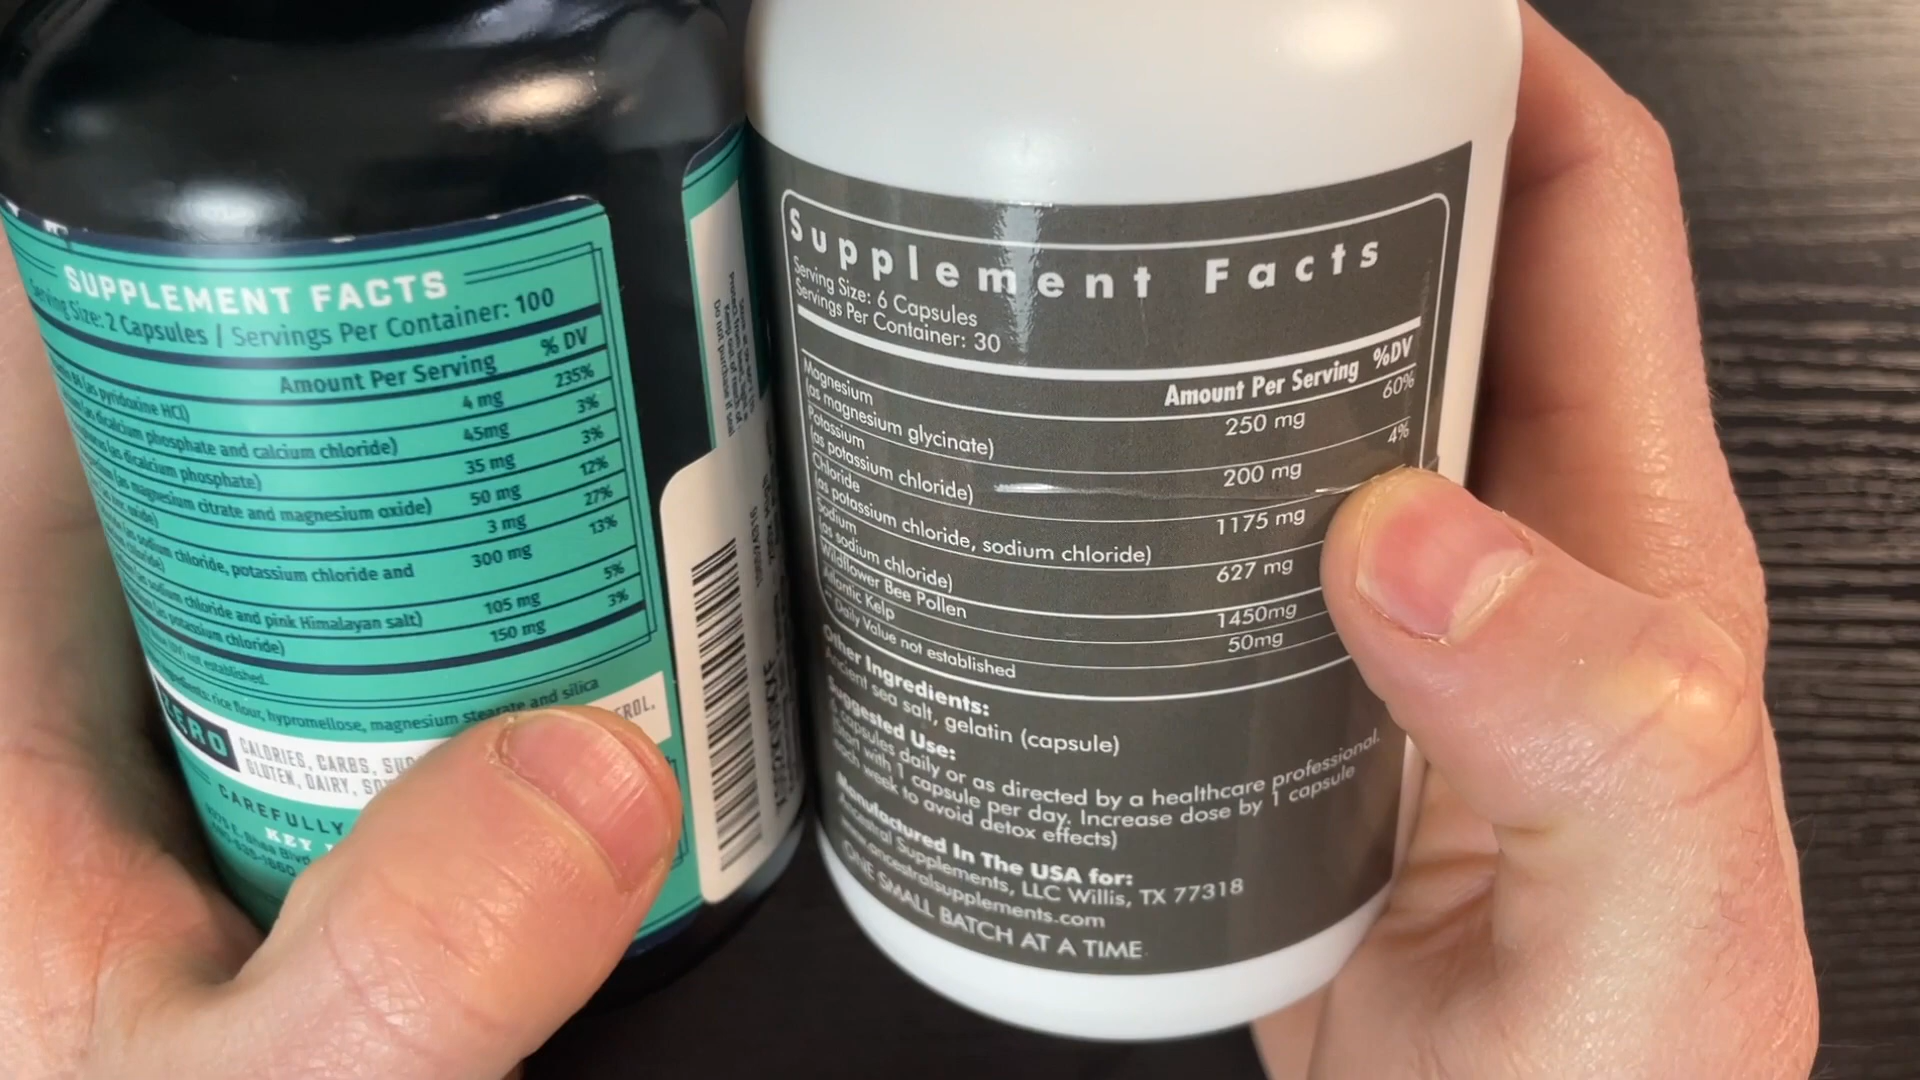 SUPPLEMENT FACTS
Serving Size: 2 Capsules / Servings Per Container: 100
Amount Per Serving % DV
(as pyridoxine HCl) 4 mg 235%
(as dicalcium phosphate and calcium chloride) 45mg 3%
(as dicalcium phosphate) 35 mg 3%
(as magnesium citrate and magnesium oxide) 50 mg 12%
oxide) 3 mg 27%
sodium chloride, potassium chloride and 300 mg 13%
chloride)
chloride and pink Himalayan salt) 105 mg 5%
(as potassium chloride) 150 mg 3%
(DV) not established.
rice flour, hypromellose, magnesium stearate and silica
ZERO
CALORIES, CARBS,
GLUTEN, DAIRY,
CAREFULLY
KEY
Supplement Facts
Serving Size: 6 Capsules
Servings Per Container: 30
Amount Per Serving %DV
Magnesium 250 mg 60%
(as magnesium glycinate)
Potassium 200 mg 4%
(as potassium chloride)
Chloride 1175 mg
(as potassium chloride, sodium chloride)
Sodium 627 mg
(as sodium chloride)
Wildflower Bee Pollen 1450mg
Atlantic Kelp 50mg
Daily Value not established
Other Ingredients:
Ancient sea salt, gelatin (capsule)
Suggested Use:
capsules daily or as directed by a healthcare professional.
(start with 1 capsule per day. Increase dose by 1 capsule
each week to avoid detox effects)
Manufactured In The USA for:
Ancestral Supplements, LLC Willis, TX 77318
www.ancestralsupplements.com
ONE SMALL BATCH AT A TIME